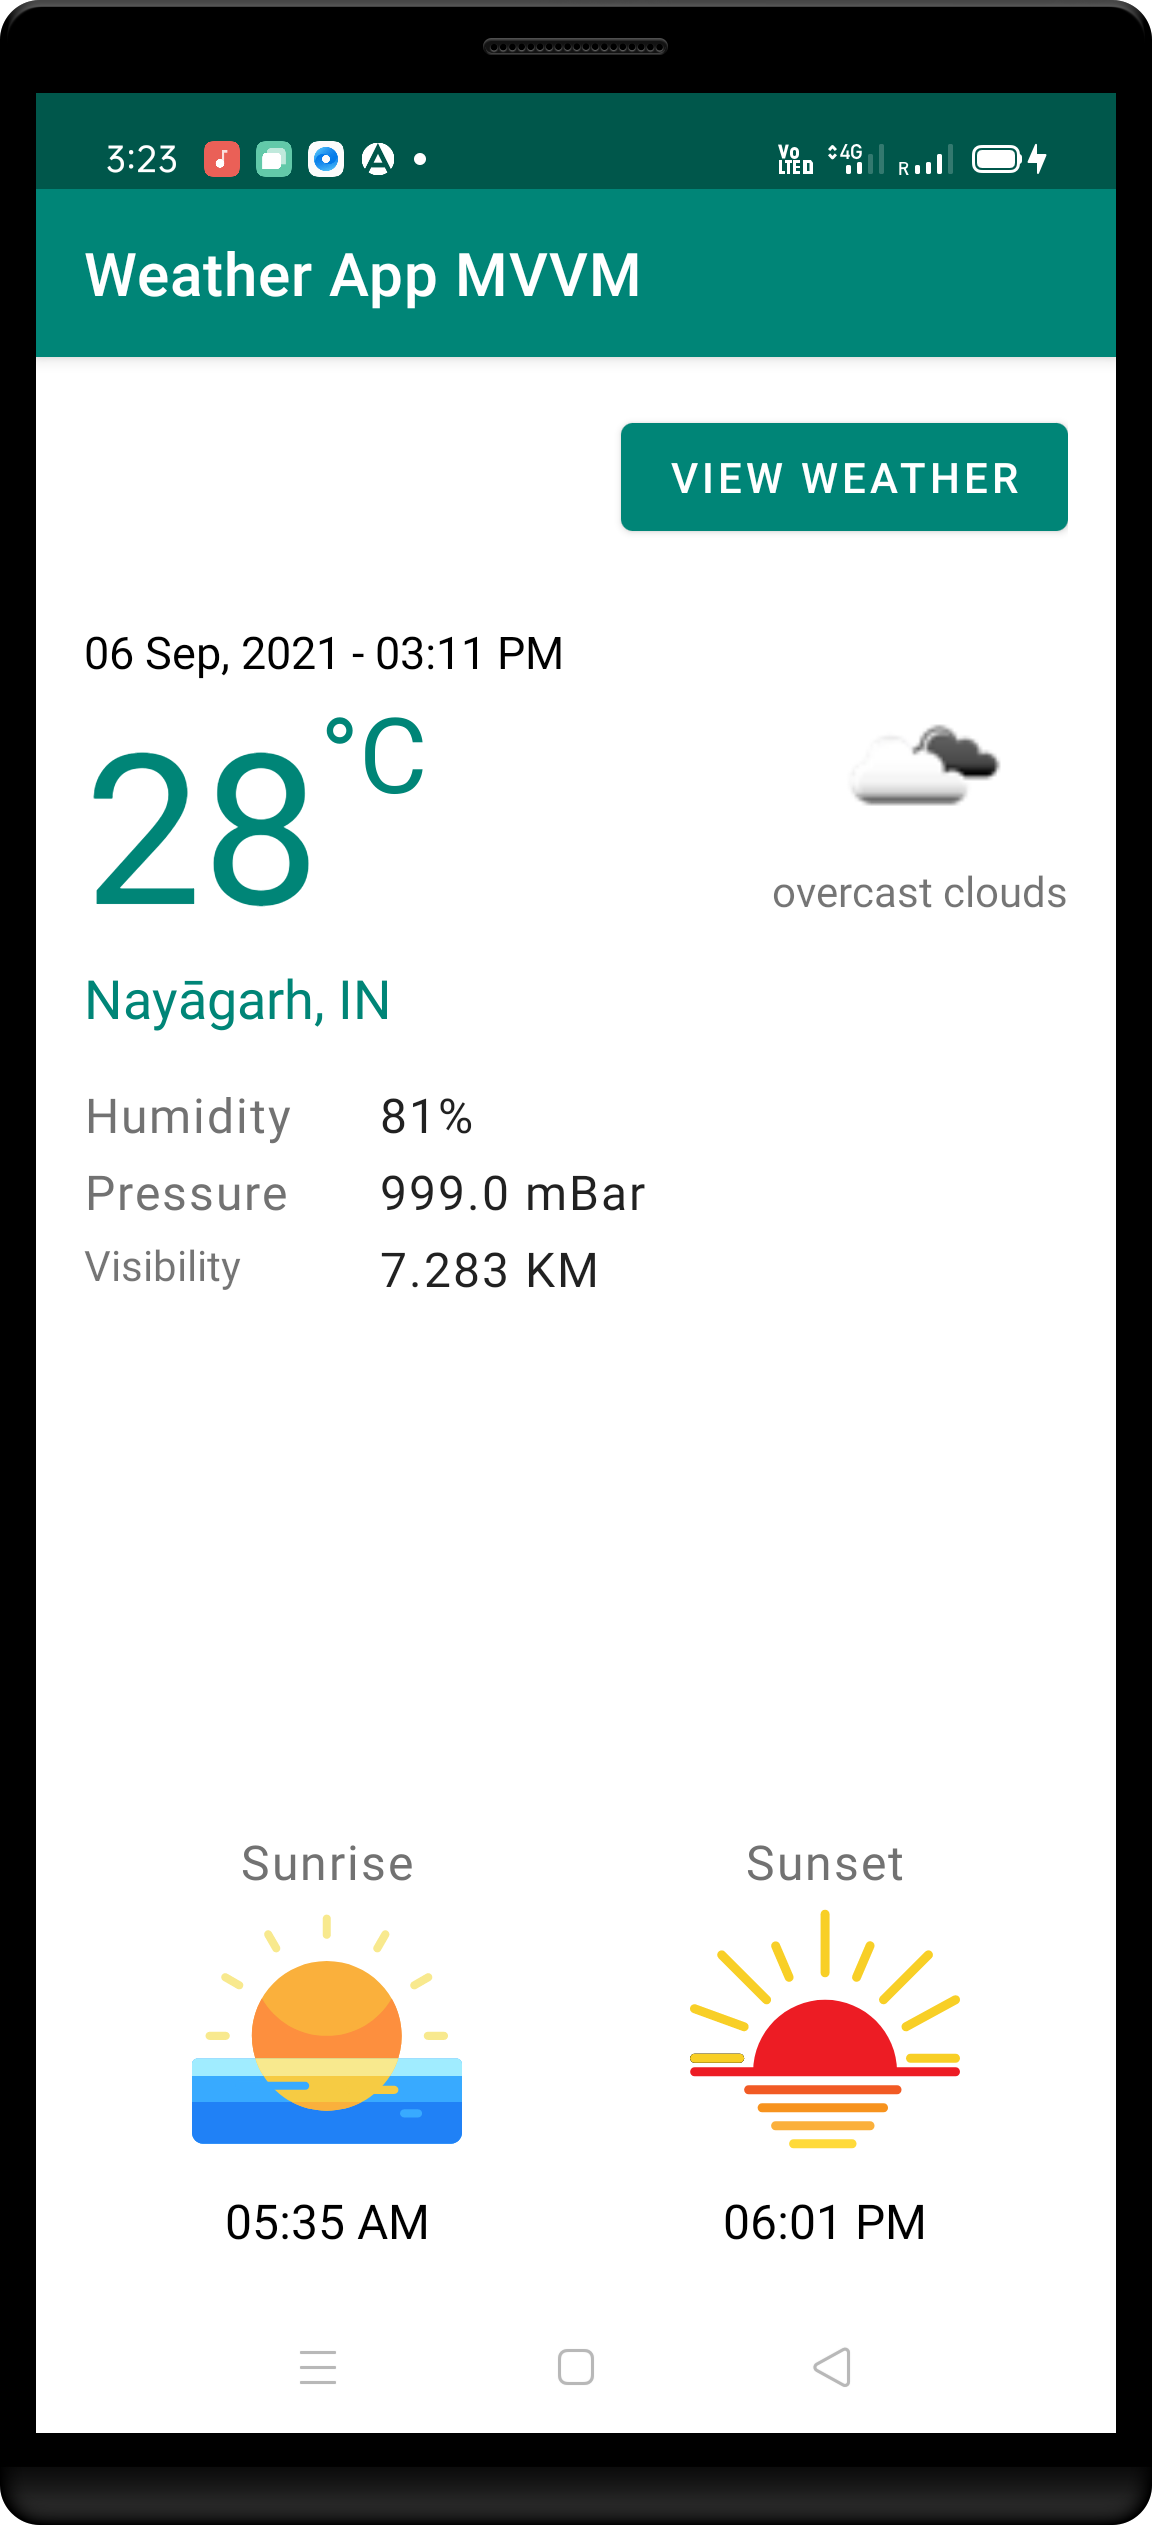 3:23
Vo LTE D 4G R
Weather App MVVM
VIEW WEATHER
06 Sep, 2021 - 03:11 PM
28°C
overcast clouds
Nayāgarh, IN
Humidity 81%
Pressure 999.0 mBar
Visibility 7.283 KM
Sunrise Sunset
05:35 AM 06:01 PM